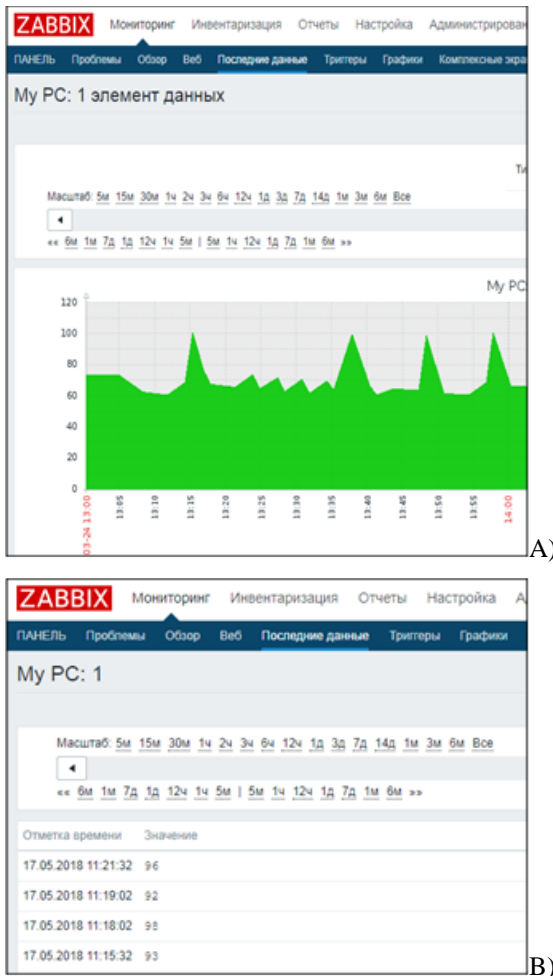 ZABBIX Мониторинг Инвентаризация Отчеты Настройка Администрирован
ПАНЕЛЬ Проблемы Обзор Веб Последние данные Триггеры Графики Комплексные экра
My PC: 1 элемент данных
Ти
Масштаб: 5м 15м 30м 1ч 2ч 3ч 6ч 12ч 1д 3д 7д 14д 1м 3м 6м Все
«« 6м 1м 7д 1д 12ч 1ч 5м | 5м 1ч 12ч 1д 7д 1м 6м »»
My PC
120
100
80
60
40
20
0
03-24 13:00 13:05 13:10 13:15 13:20 13:25 13:30 13:35 13:40 13:45 13:50 13:55 14:00
A)
ZABBIX Мониторинг Инвентаризация Отчеты Настройка А
ПАНЕЛЬ Проблемы Обзор Веб Последние данные Триггеры Графики
My PC: 1
Масштаб: 5м 15м 30м 1ч 2ч 3ч 6ч 12ч 1д 3д 7д 14д 1м 3м 6м Все
«« 6м 1м 7д 1д 12ч 1ч 5м | 5м 1ч 12ч 1д 7д 1м 6м »»
Отметка времени Значение
17.05.2018 11:21:32 96
17.05.2018 11:19:02 92
17.05.2018 11:18:02 98
17.05.2018 11:15:32 93
B)